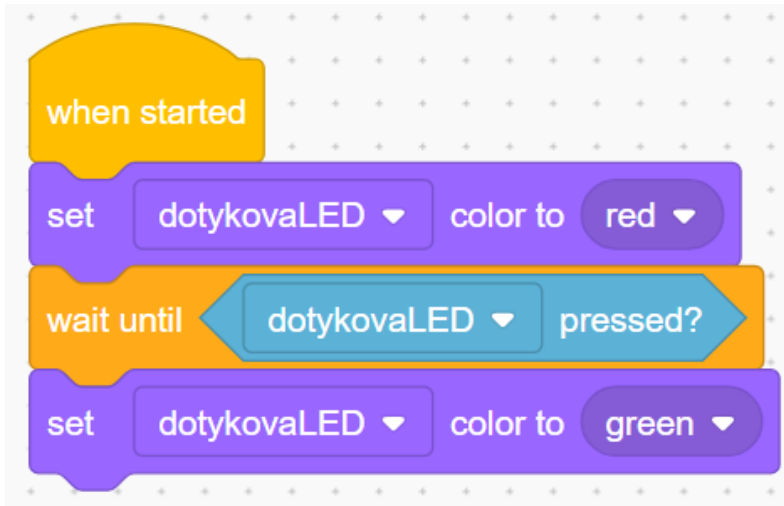 when started
set dotykovaLED color to red
wait until dotykovaLED pressed?
set dotykovaLED color to green